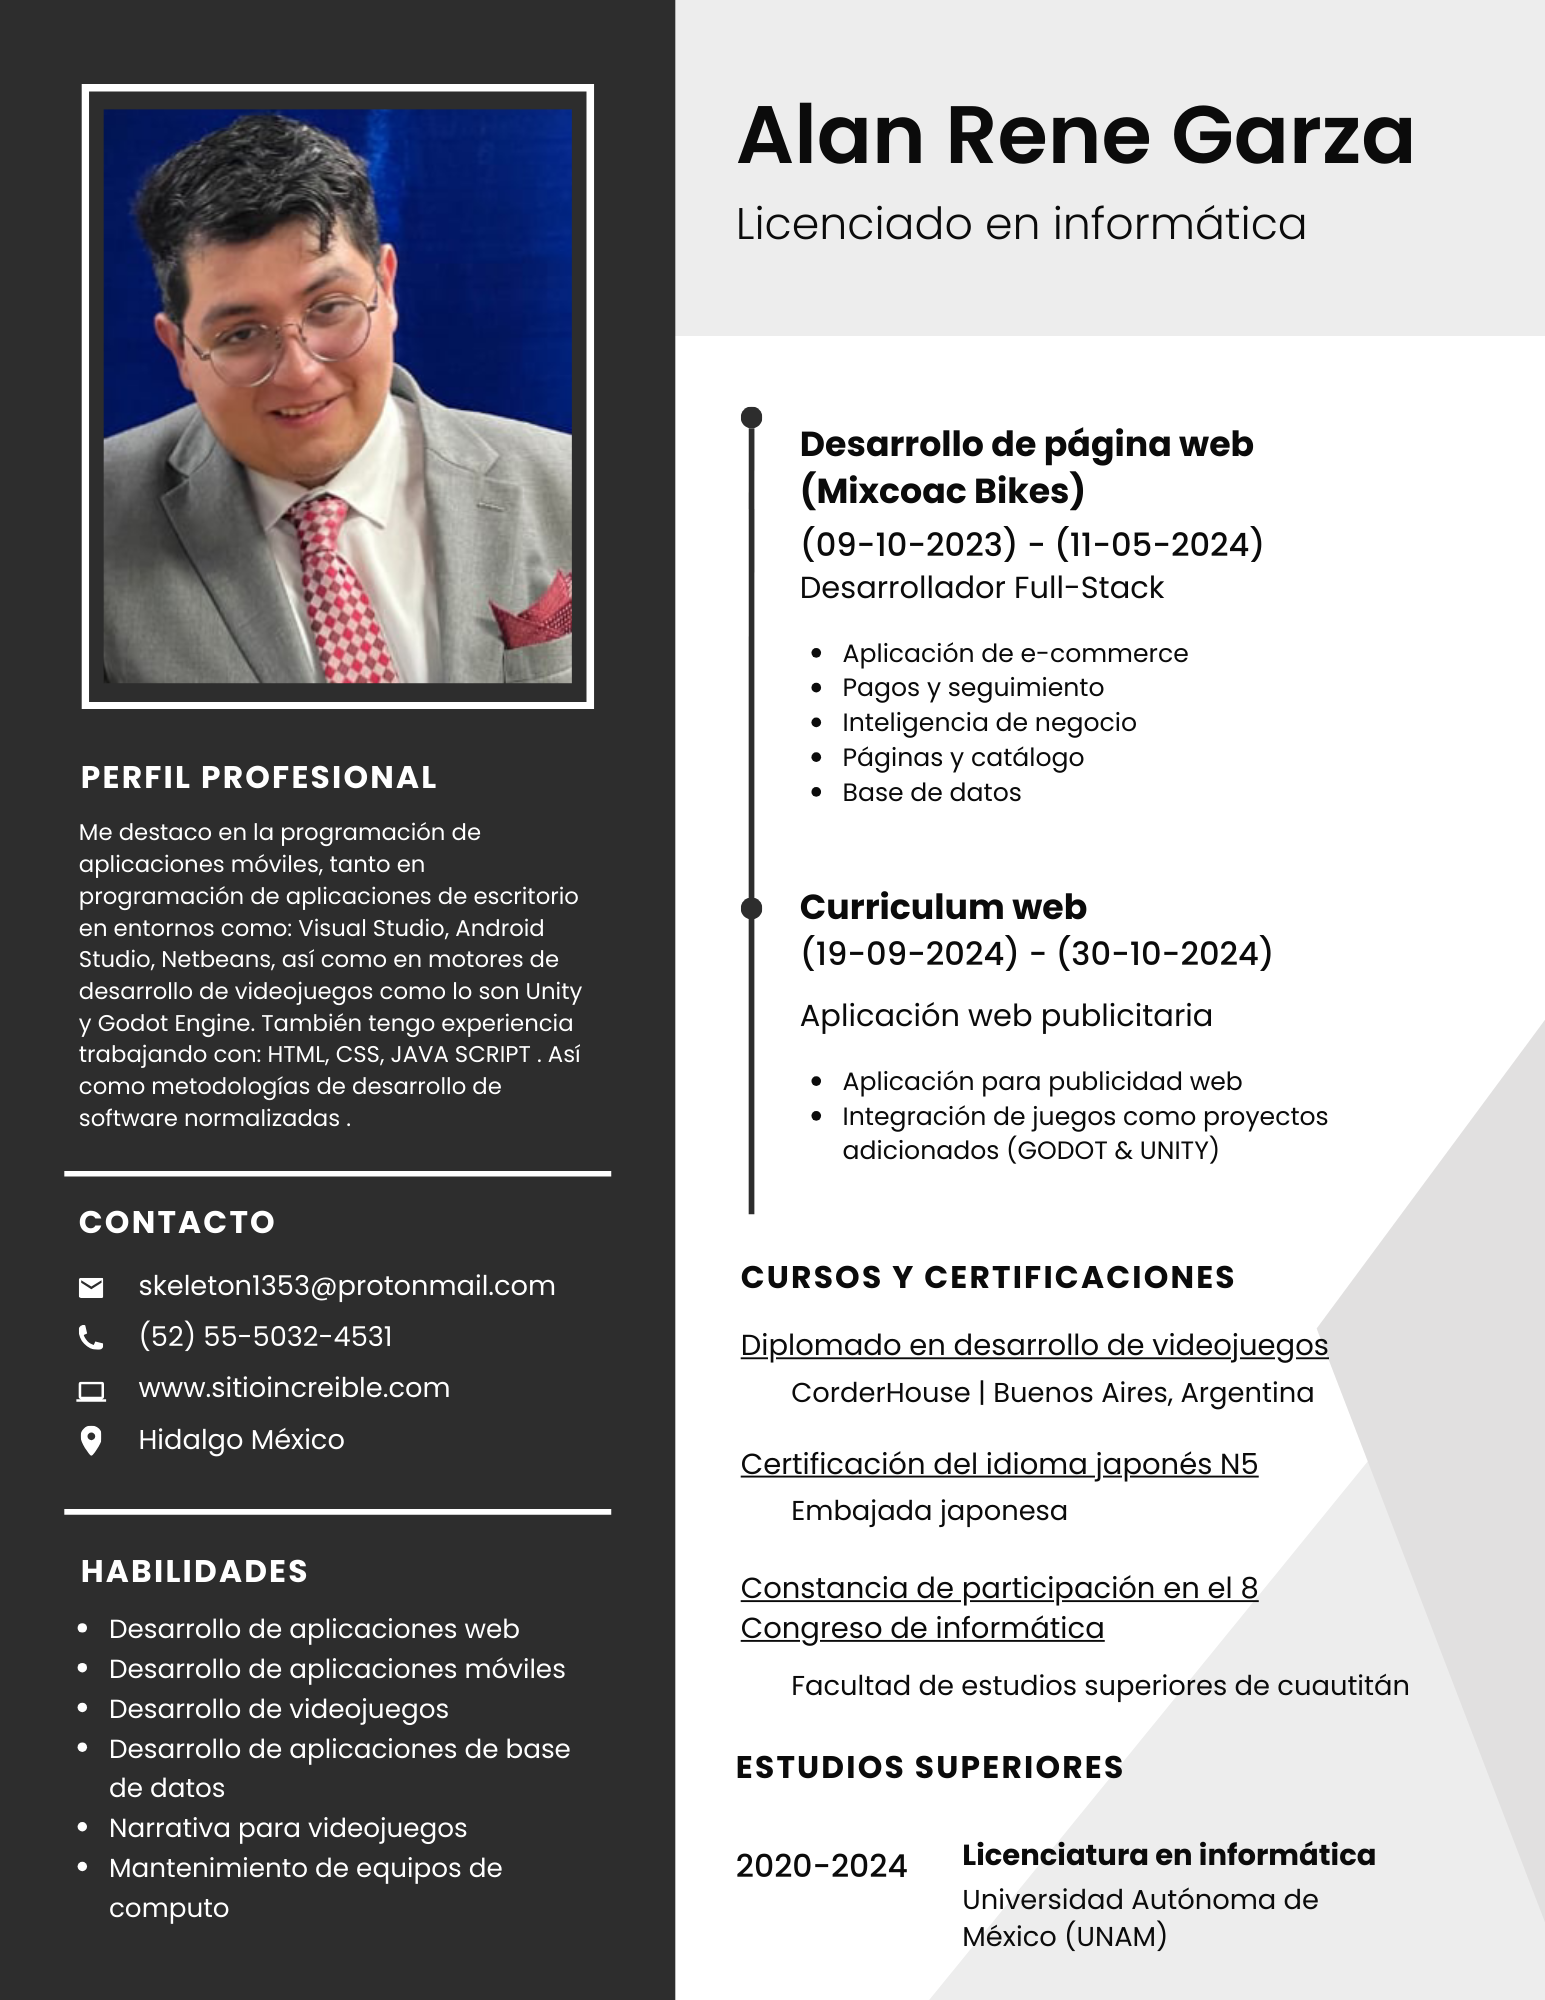 Alan Rene Garza
Licenciado en informática
PERFIL PROFESIONAL
Me destaco en la programación de
aplicaciones móviles, tanto en
programación de aplicaciones de escritorio
en entornos como: Visual Studio, Android
Studio, Netbeans, así como en motores de
desarrollo de videojuegos como lo son Unity
y Godot Engine. También tengo experiencia
trabajando con: HTML, CSS, JAVA SCRIPT . Así
como metodologías de desarrollo de
software normalizadas .
CONTACTO
skeleton1353@protonmail.com
(52) 55-5032-4531
www.sitioincreible.com
Hidalgo México
HABILIDADES
• Desarrollo de aplicaciones web
• Desarrollo de aplicaciones móviles
• Desarrollo de videojuegos
• Desarrollo de aplicaciones de base
de datos
• Narrativa para videojuegos
• Mantenimiento de equipos de
computo
Desarrollo de página web
(Mixcoac Bikes)
(09-10-2023) - (11-05-2024)
Desarrollador Full-Stack
• Aplicación de e-commerce
• Pagos y seguimiento
• Inteligencia de negocio
• Páginas y catálogo
• Base de datos
Curriculum web
(19-09-2024) - (30-10-2024)
Aplicación web publicitaria
• Aplicación para publicidad web
• Integración de juegos como proyectos
adicionados (GODOT & UNITY)
CURSOS Y CERTIFICACIONES
Diplomado en desarrollo de videojuegos
CorderHouse | Buenos Aires, Argentina
Certificación del idioma japonés N5
Embajada japonesa
Constancia de participación en el 8
Congreso de informática
Facultad de estudios superiores de cuautitán
ESTUDIOS SUPERIORES
2020-2024
Licenciatura en informática
Universidad Autónoma de
México (UNAM)